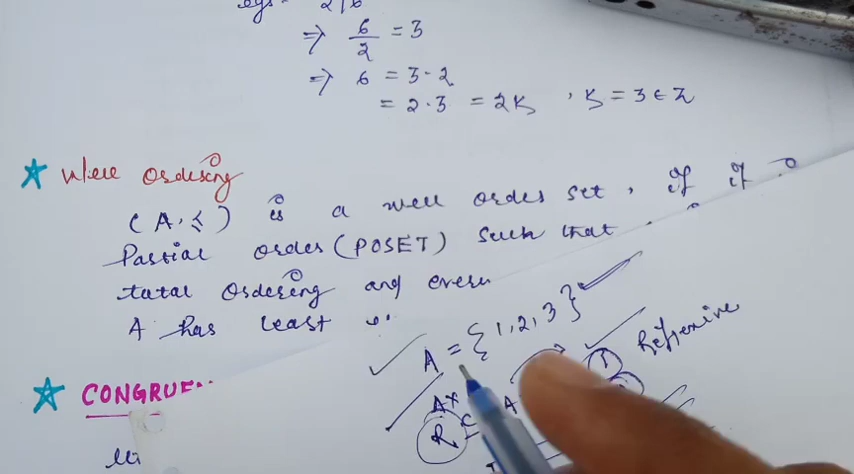 6/2 = 3
⇒ 6 = 3 · 2
= 2 · 3 = 2K , K = 3 ∈ Z
Well Ordering
(A, ≤) is a well order set, if it
Partial order (POSET) such that
total ordering and every
A has least
A = {1, 2, 3}
Reflexive
A ×
A
R
CONGRUEN